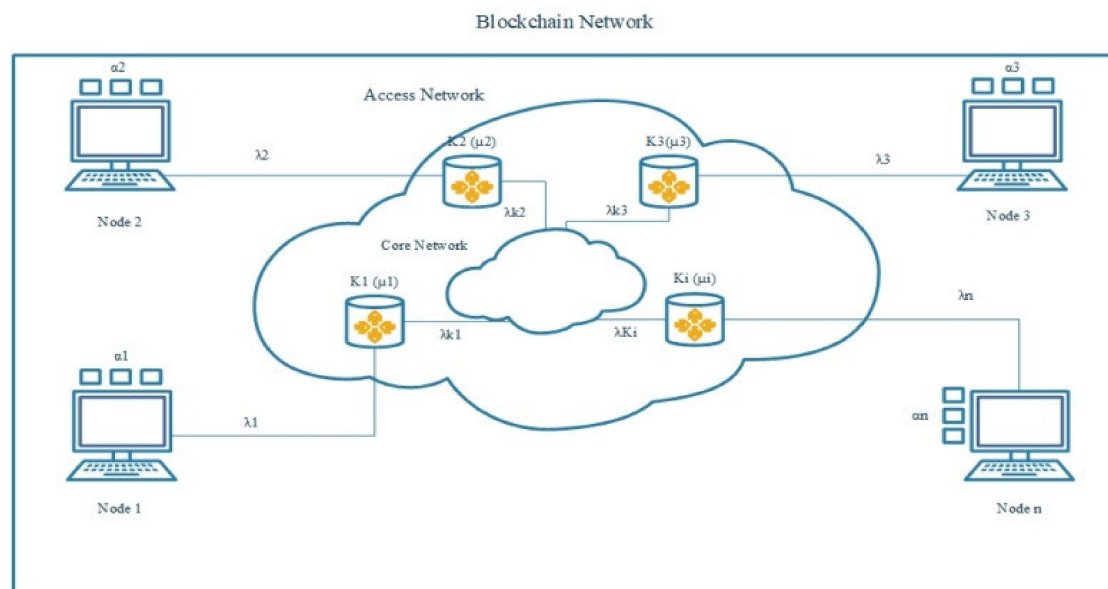 Blockchain Network
α2
α3
Access Network
K2 (μ2)
K3(μ3)
λ2
λ3
Node 2
λk2
λk3
Node 3
Core Network
K1 (μ1)
Ki (μi)
λn
λk1
λKi
α1
αn
λ1
Node 1
Node n